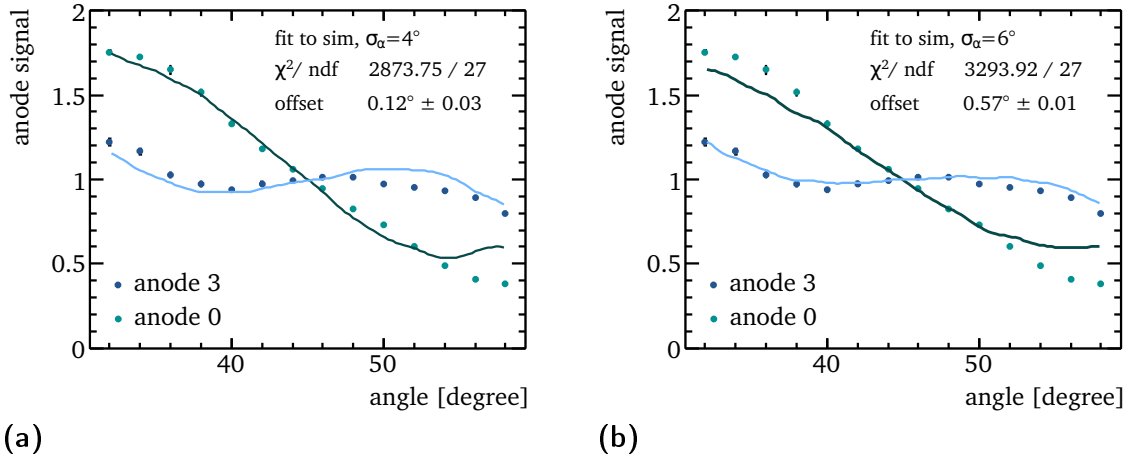 anode signal
2
1.5
1
0.5
0
fit to sim, σα=4°
χ²/ ndf 2873.75 / 27
offset 0.12° ± 0.03
anode 3
anode 0
40 50
angle [degree]
(a)
anode signal
2
1.5
1
0.5
0
fit to sim, σα=6°
χ²/ ndf 3293.92 / 27
offset 0.57° ± 0.01
anode 3
anode 0
40 50
angle [degree]
(b)